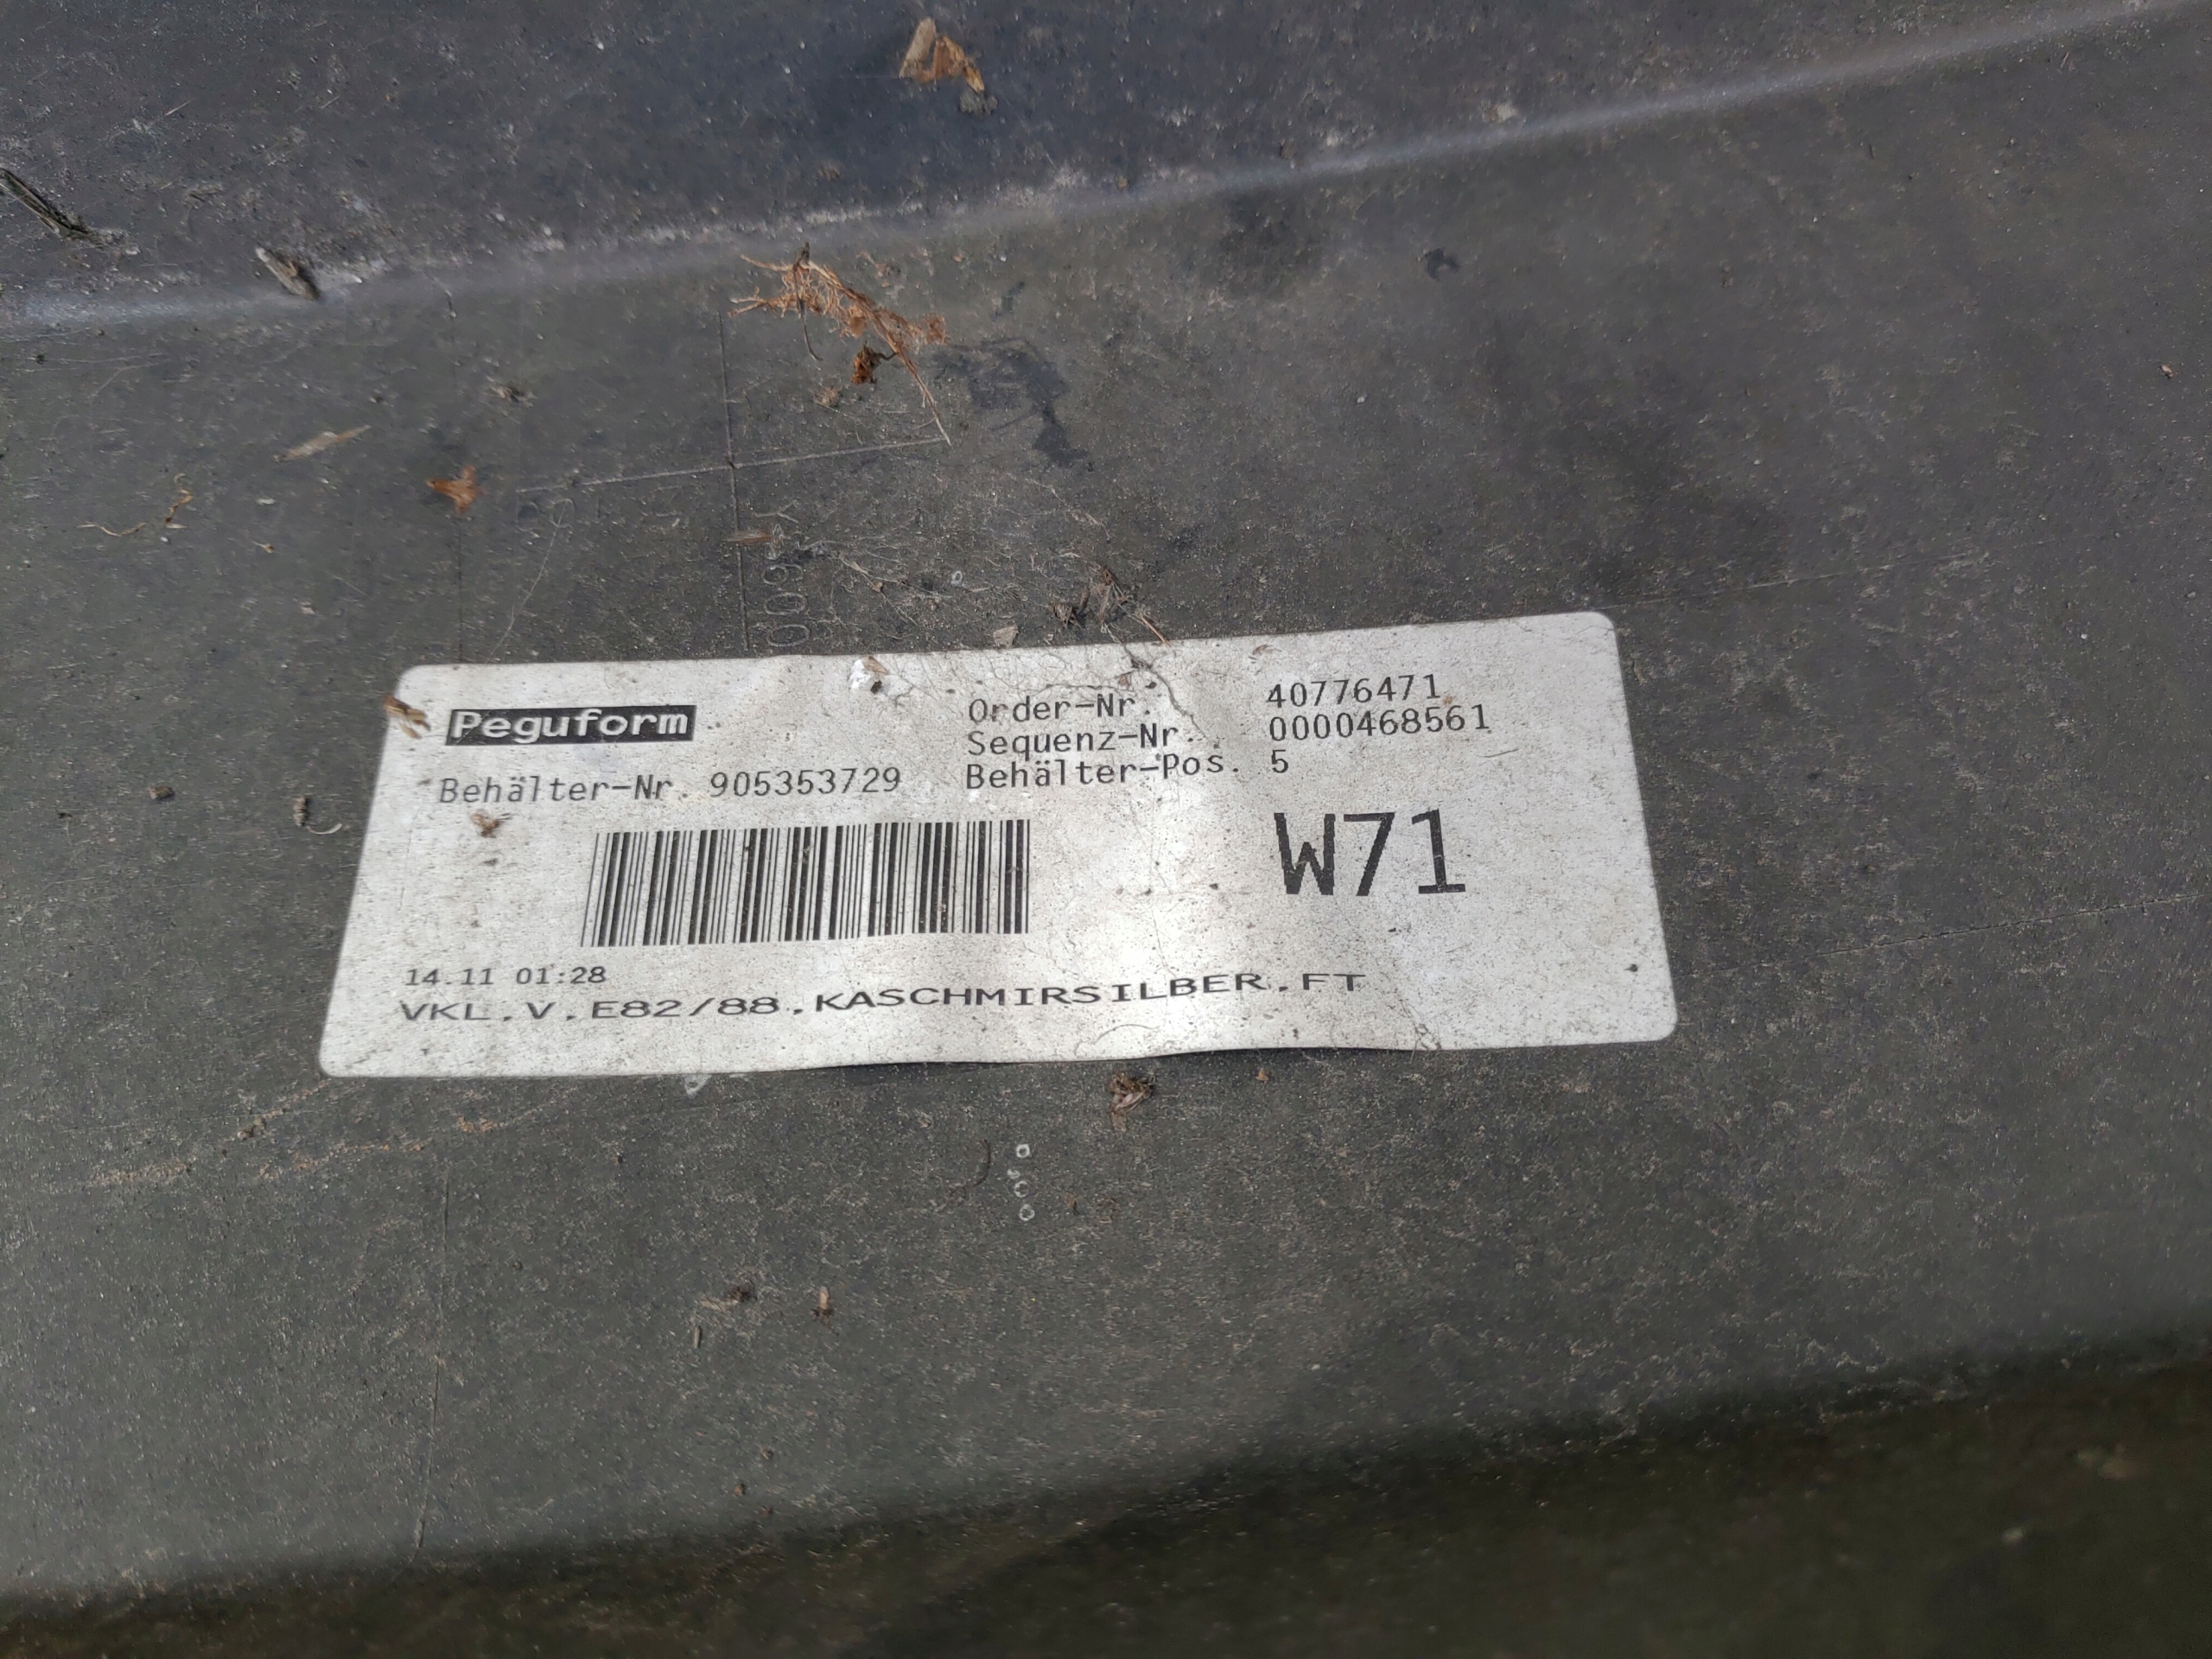 Y-600
Peguform
Order-Nr. 40776471
Sequenz-Nr. 0000468561
Behälter-Nr. 905353729 Behälter-Pos. 5
W71
14.11 01:28
VKL.V.E82/88.KASCHMIRSILBER.FT